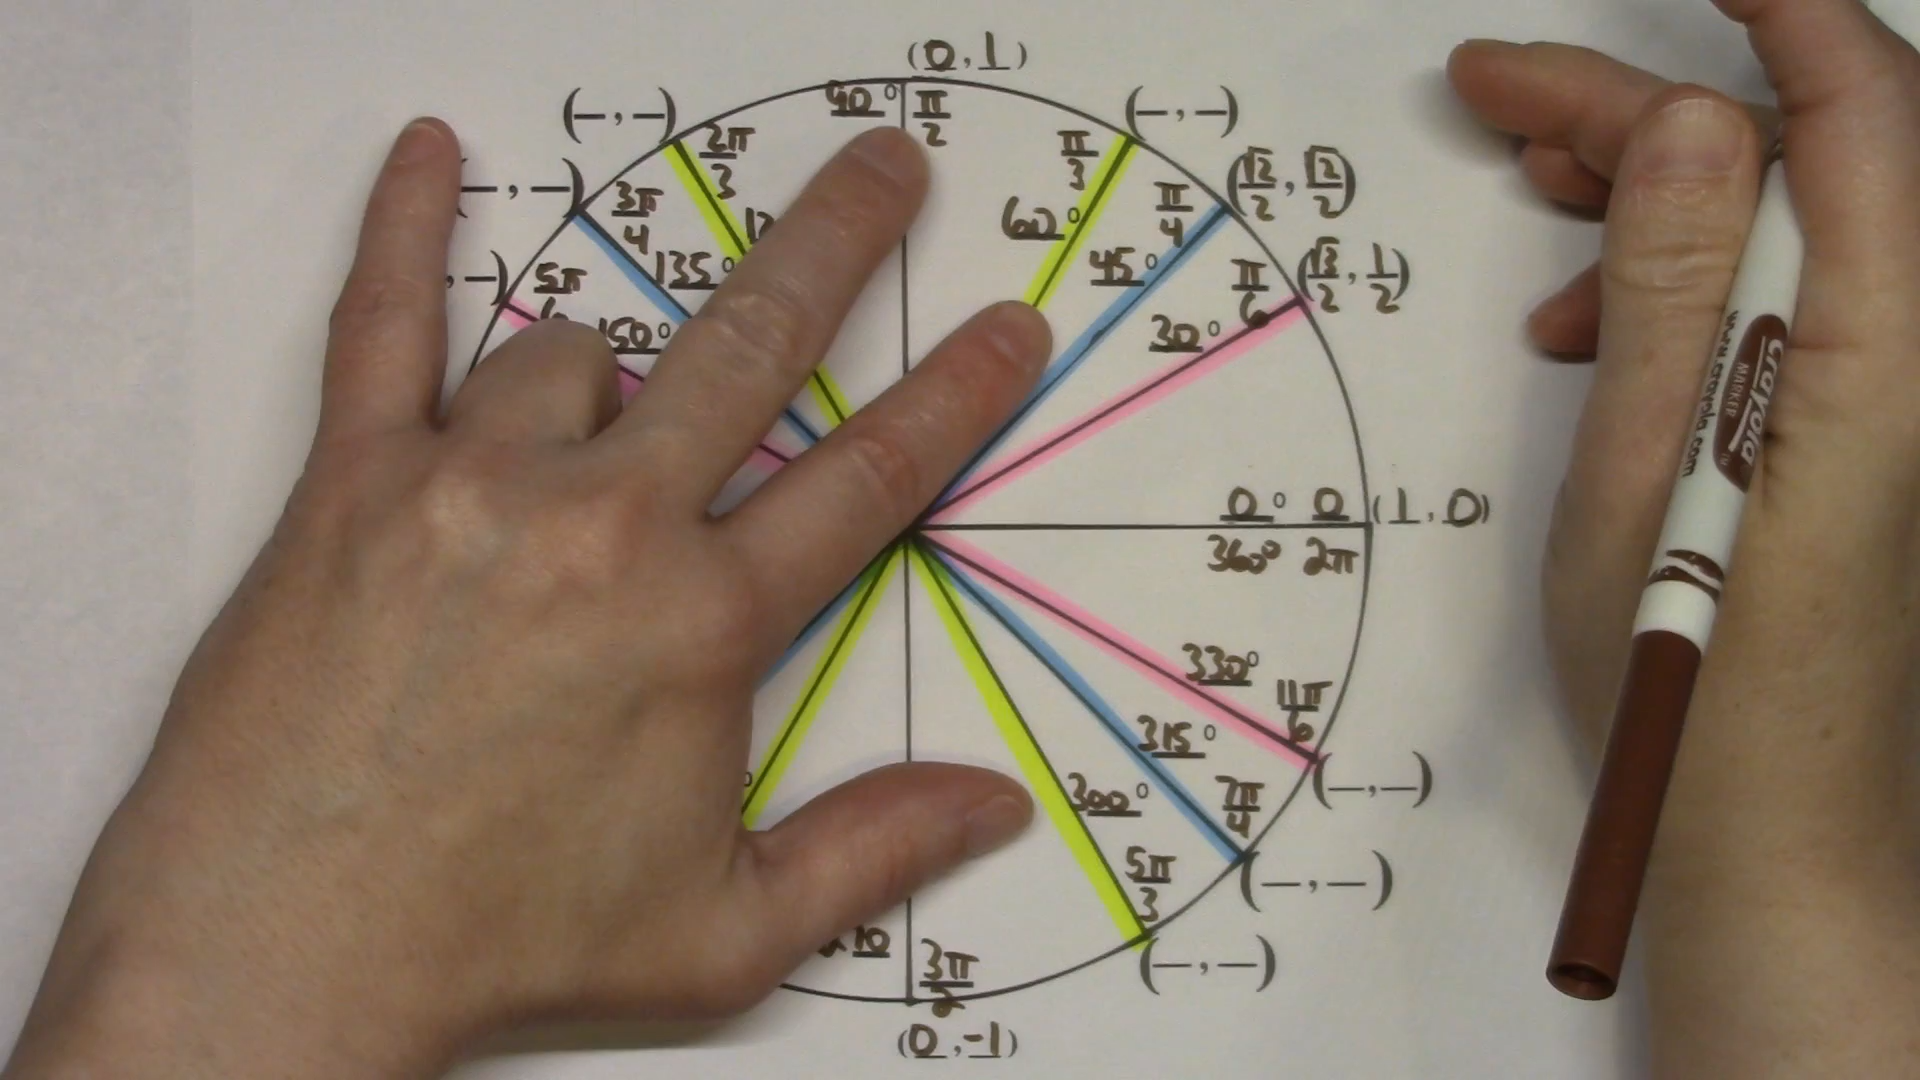 (0, 1)
90° π/2
(–, –)
2π/3
(–, –)
π/3
60°
(√2/2, √2/2)
π/4
45°
–, –)
3π/4
135°
(√3/2, 1/2)
π/6
30°
, –)
5π
150°
0° 0 (1, 0)
360° 2π
330°
11π/6
(–, –)
315°
7π/4
(–, –)
300°
5π/3
(–, –)
3π/2
(0, -1)
Crayola
MARKER
www.crayola.com